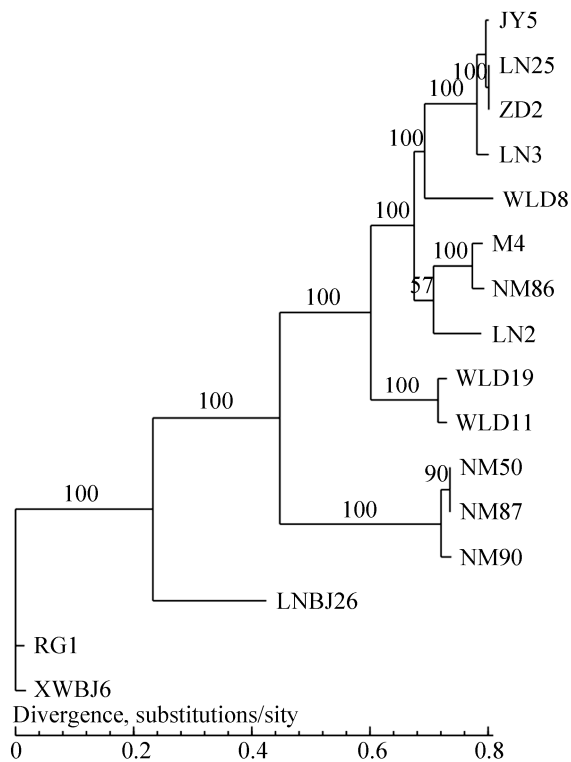 JY5
100
LN25
100
ZD2
100
LN3
WLD8
100
M4
100
57
NM86
100
LN2
WLD19
100
WLD11
100
NM50
90
NM87
100
NM90
100
LNBJ26
RG1
XWBJ6
Divergence, substitutions/sity
0 0.2 0.4 0.6 0.8